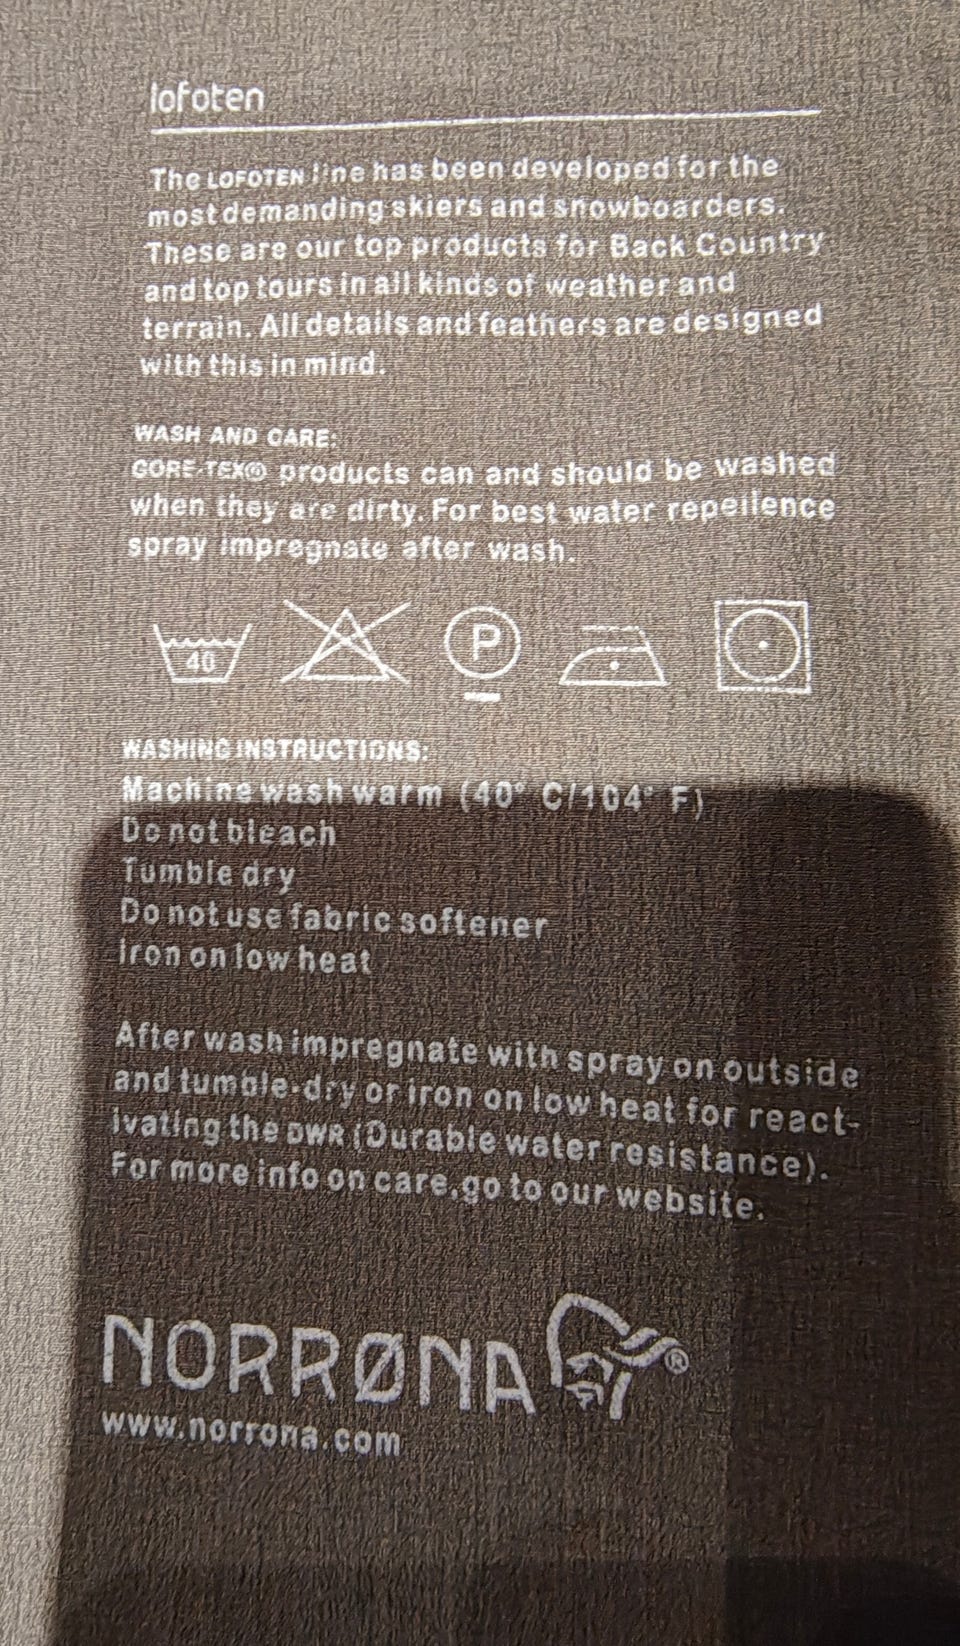 lofoten
The LOFOTEN line has been developed for the
most demanding skiers and snowboarders.
These are our top products for Back Country
and top tours in all kinds of weather and
terrain. All details and feathers are designed
with this in mind.
WASH AND CARE:
GORE-TEX® products can and should be washed
when they are dirty. For best water repellence
spray impregnate after wash.
40 P
WASHING INSTRUCTIONS:
Machine wash warm (40° C/104° F)
Do not bleach
Tumble dry
Do not use fabric softener
Iron on low heat
After wash impregnate with spray on outside
and tumble-dry or iron on low heat for react-
ivating the DWR (Durable water resistance).
For more info on care, go to our website.
NORRØNA ®
www.norrona.com